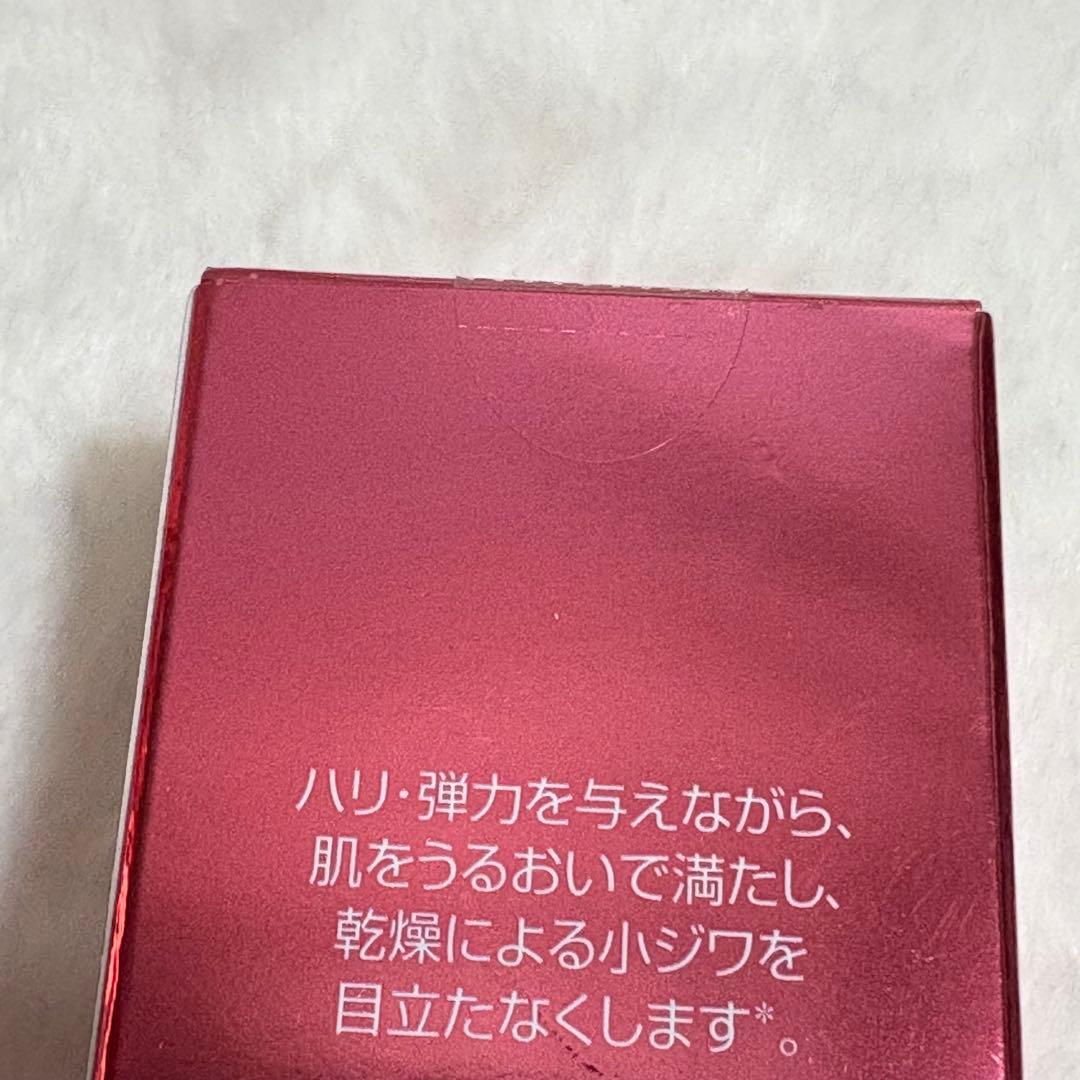 ハリ・弾力を与えながら、
肌をうるおいで満たし、
乾燥による小ジワを
目立たなくします*。